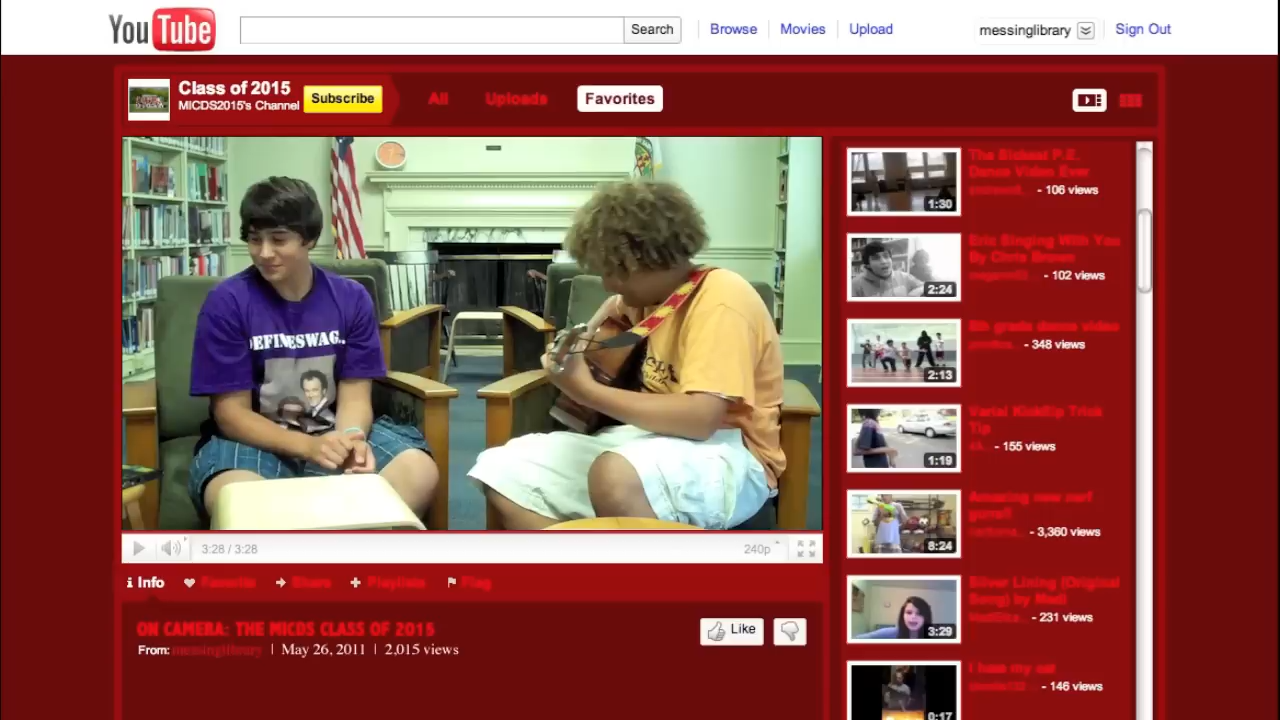 YouTube
Search
Browse
Movies
Upload
messinglibrary
Sign Out
Class of 2015
MICDS2015's Channel
Subscribe
All
Uploads
Favorites
DEFINESWAG..
The Sickest P.E.
Dance Video Ever
1:30
- 106 views
Eric Singing With You
By Chris Brown
2:24
- 102 views
8th grade dance video
2:13
- 348 views
Varial Kickflip Trick
Tip
1:19
- 155 views
Amazing new nerf
guns!!
8:24
- 3,360 views
Silver Lining (Original
Song) by Madi
3:29
- 231 views
I hate my cat
0:17
- 146 views
3:28 / 3:28
240p
Info
Favorite
Share
Playlists
Flag
ON CAMERA: THE MICDS CLASS OF 2015
Like
From: messinglibrary | May 26, 2011 | 2,015 views